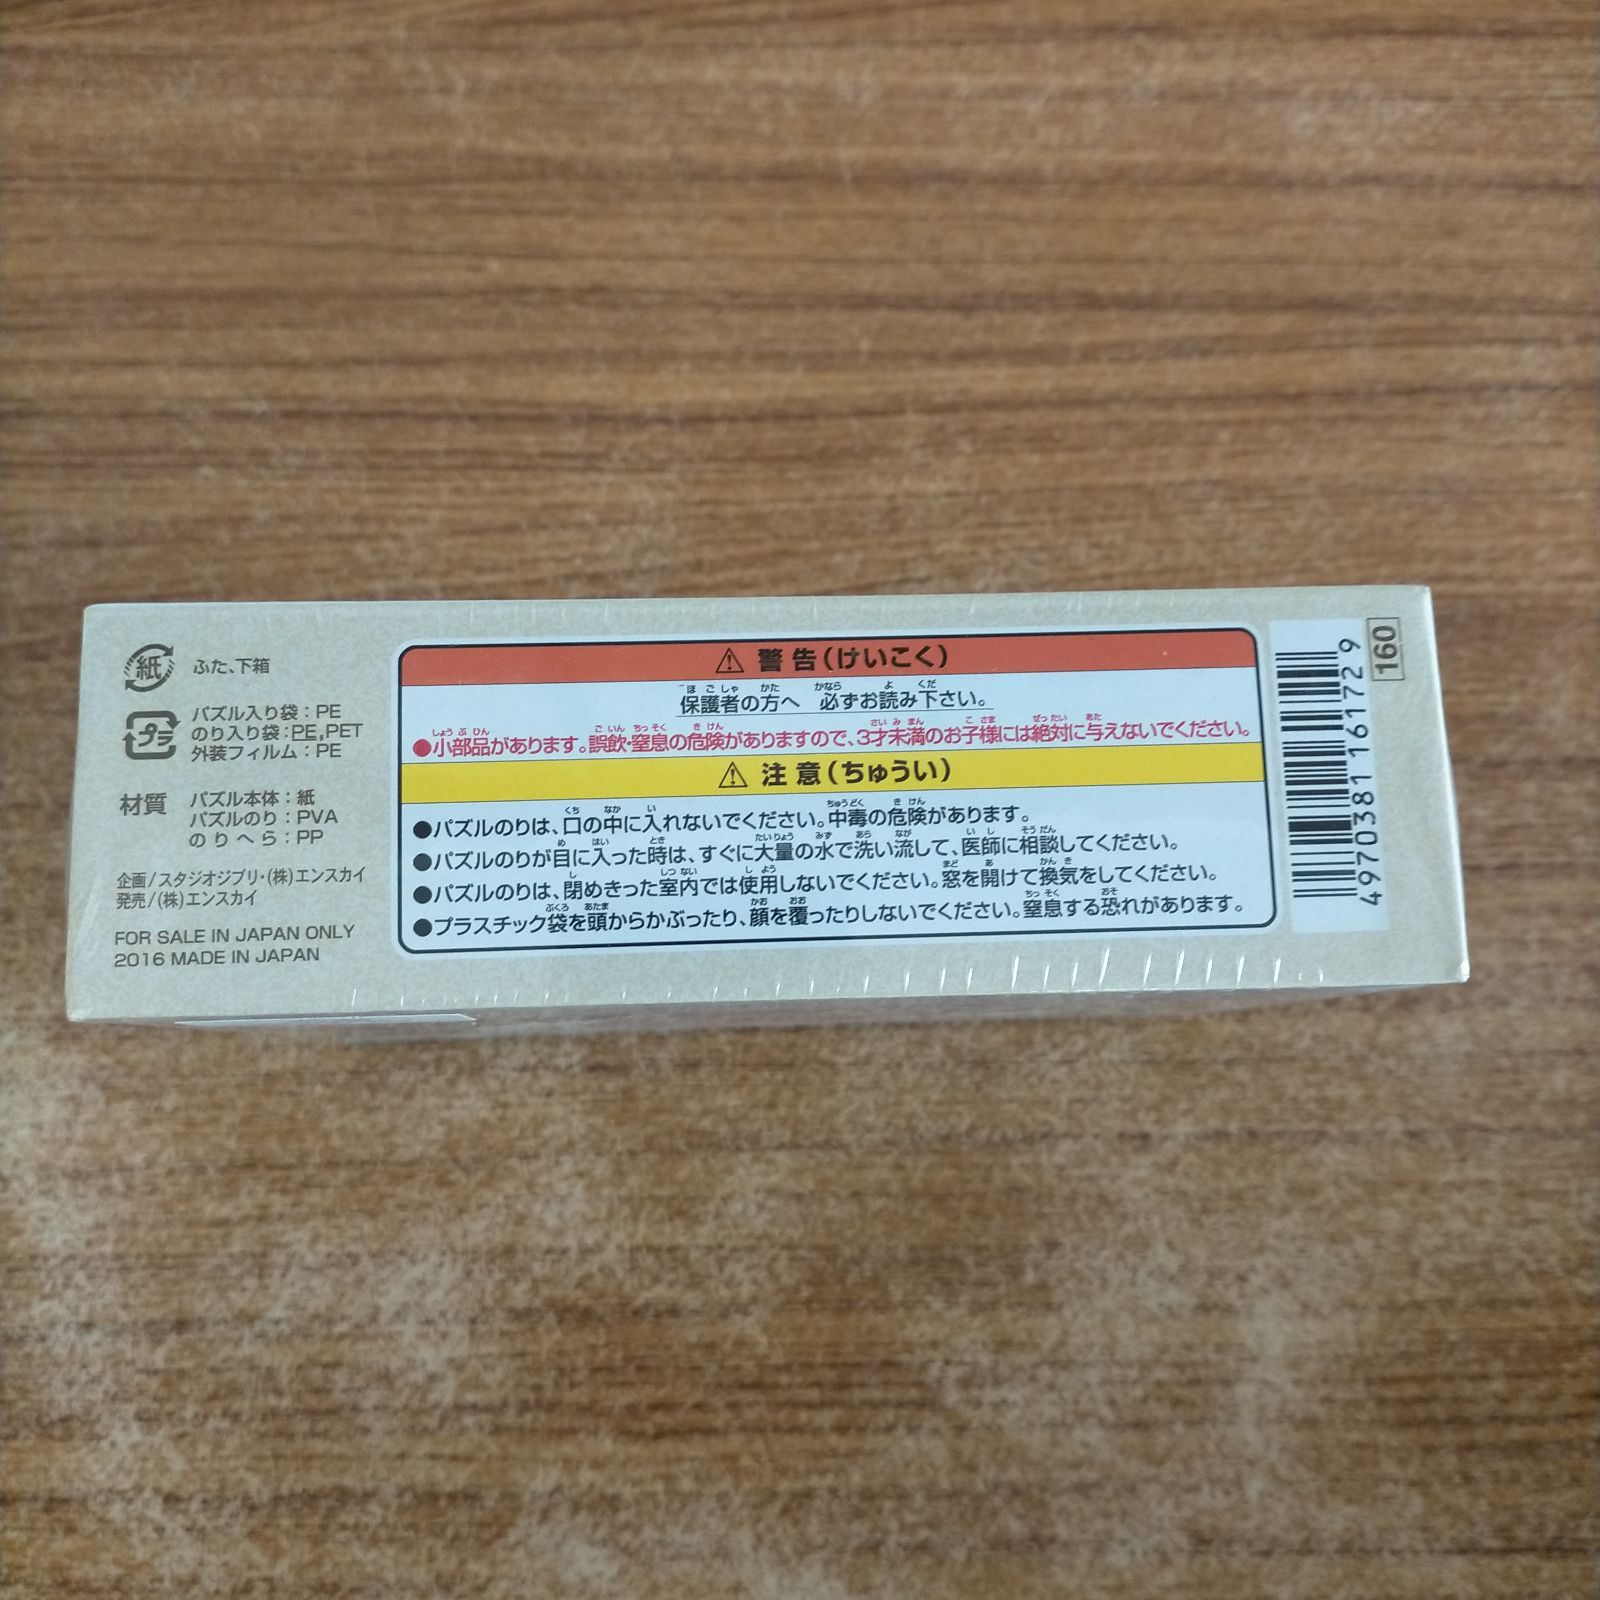 紙 ふた、下箱
プラ パズル入り袋：PE
のり入り袋：PE,PET
外装フィルム：PE
材質 パズル本体：紙
パズルのり：PVA
のりへら：PP
企画/スタジオジブリ・(株)エンスカイ
発売/(株)エンスカイ
FOR SALE IN JAPAN ONLY
2016 MADE IN JAPAN
⚠ 警告(けいこく)
保護者の方へ 必ずお読み下さい。
●小部品があります。誤飲・窒息の危険がありますので、3才未満のお子様には絶対に与えないでください。
⚠ 注意(ちゅうい)
●パズルのりは、口の中に入れないでください。中毒の危険があります。
●パズルのりが目に入った時は、すぐに大量の水で洗い流して、医師に相談してください。
●パズルのりは、閉めきった室内では使用しないでください。窓を開けて換気をしてください。
●プラスチック袋を頭からかぶったり、顔を覆ったりしないでください。窒息する恐れがあります。
4970381161729
160